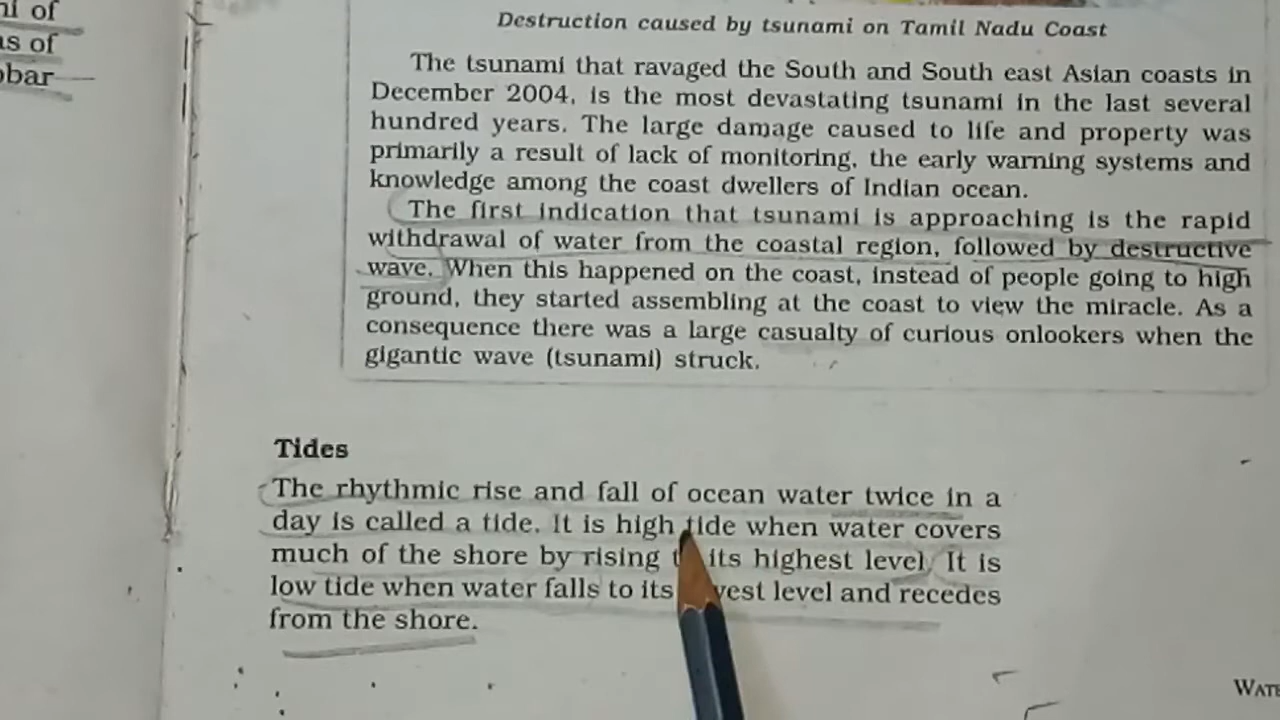 ni of
as of
obar
Destruction caused by tsunami on Tamil Nadu Coast
The tsunami that ravaged the South and South east Asian coasts in
December 2004, is the most devastating tsunami in the last several
hundred years. The large damage caused to life and property was
primarily a result of lack of monitoring, the early warning systems and
knowledge among the coast dwellers of Indian ocean.
The first indication that tsunami is approaching is the rapid
withdrawal of water from the coastal region, followed by destructive
wave. When this happened on the coast, instead of people going to high
ground, they started assembling at the coast to view the miracle. As a
consequence there was a large casualty of curious onlookers when the
gigantic wave (tsunami) struck.
Tides
The rhythmic rise and fall of ocean water twice in a
day is called a tide. It is high tide when water covers
much of the shore by rising its highest level. It is
low tide when water falls to its level and recedes
from the shore.